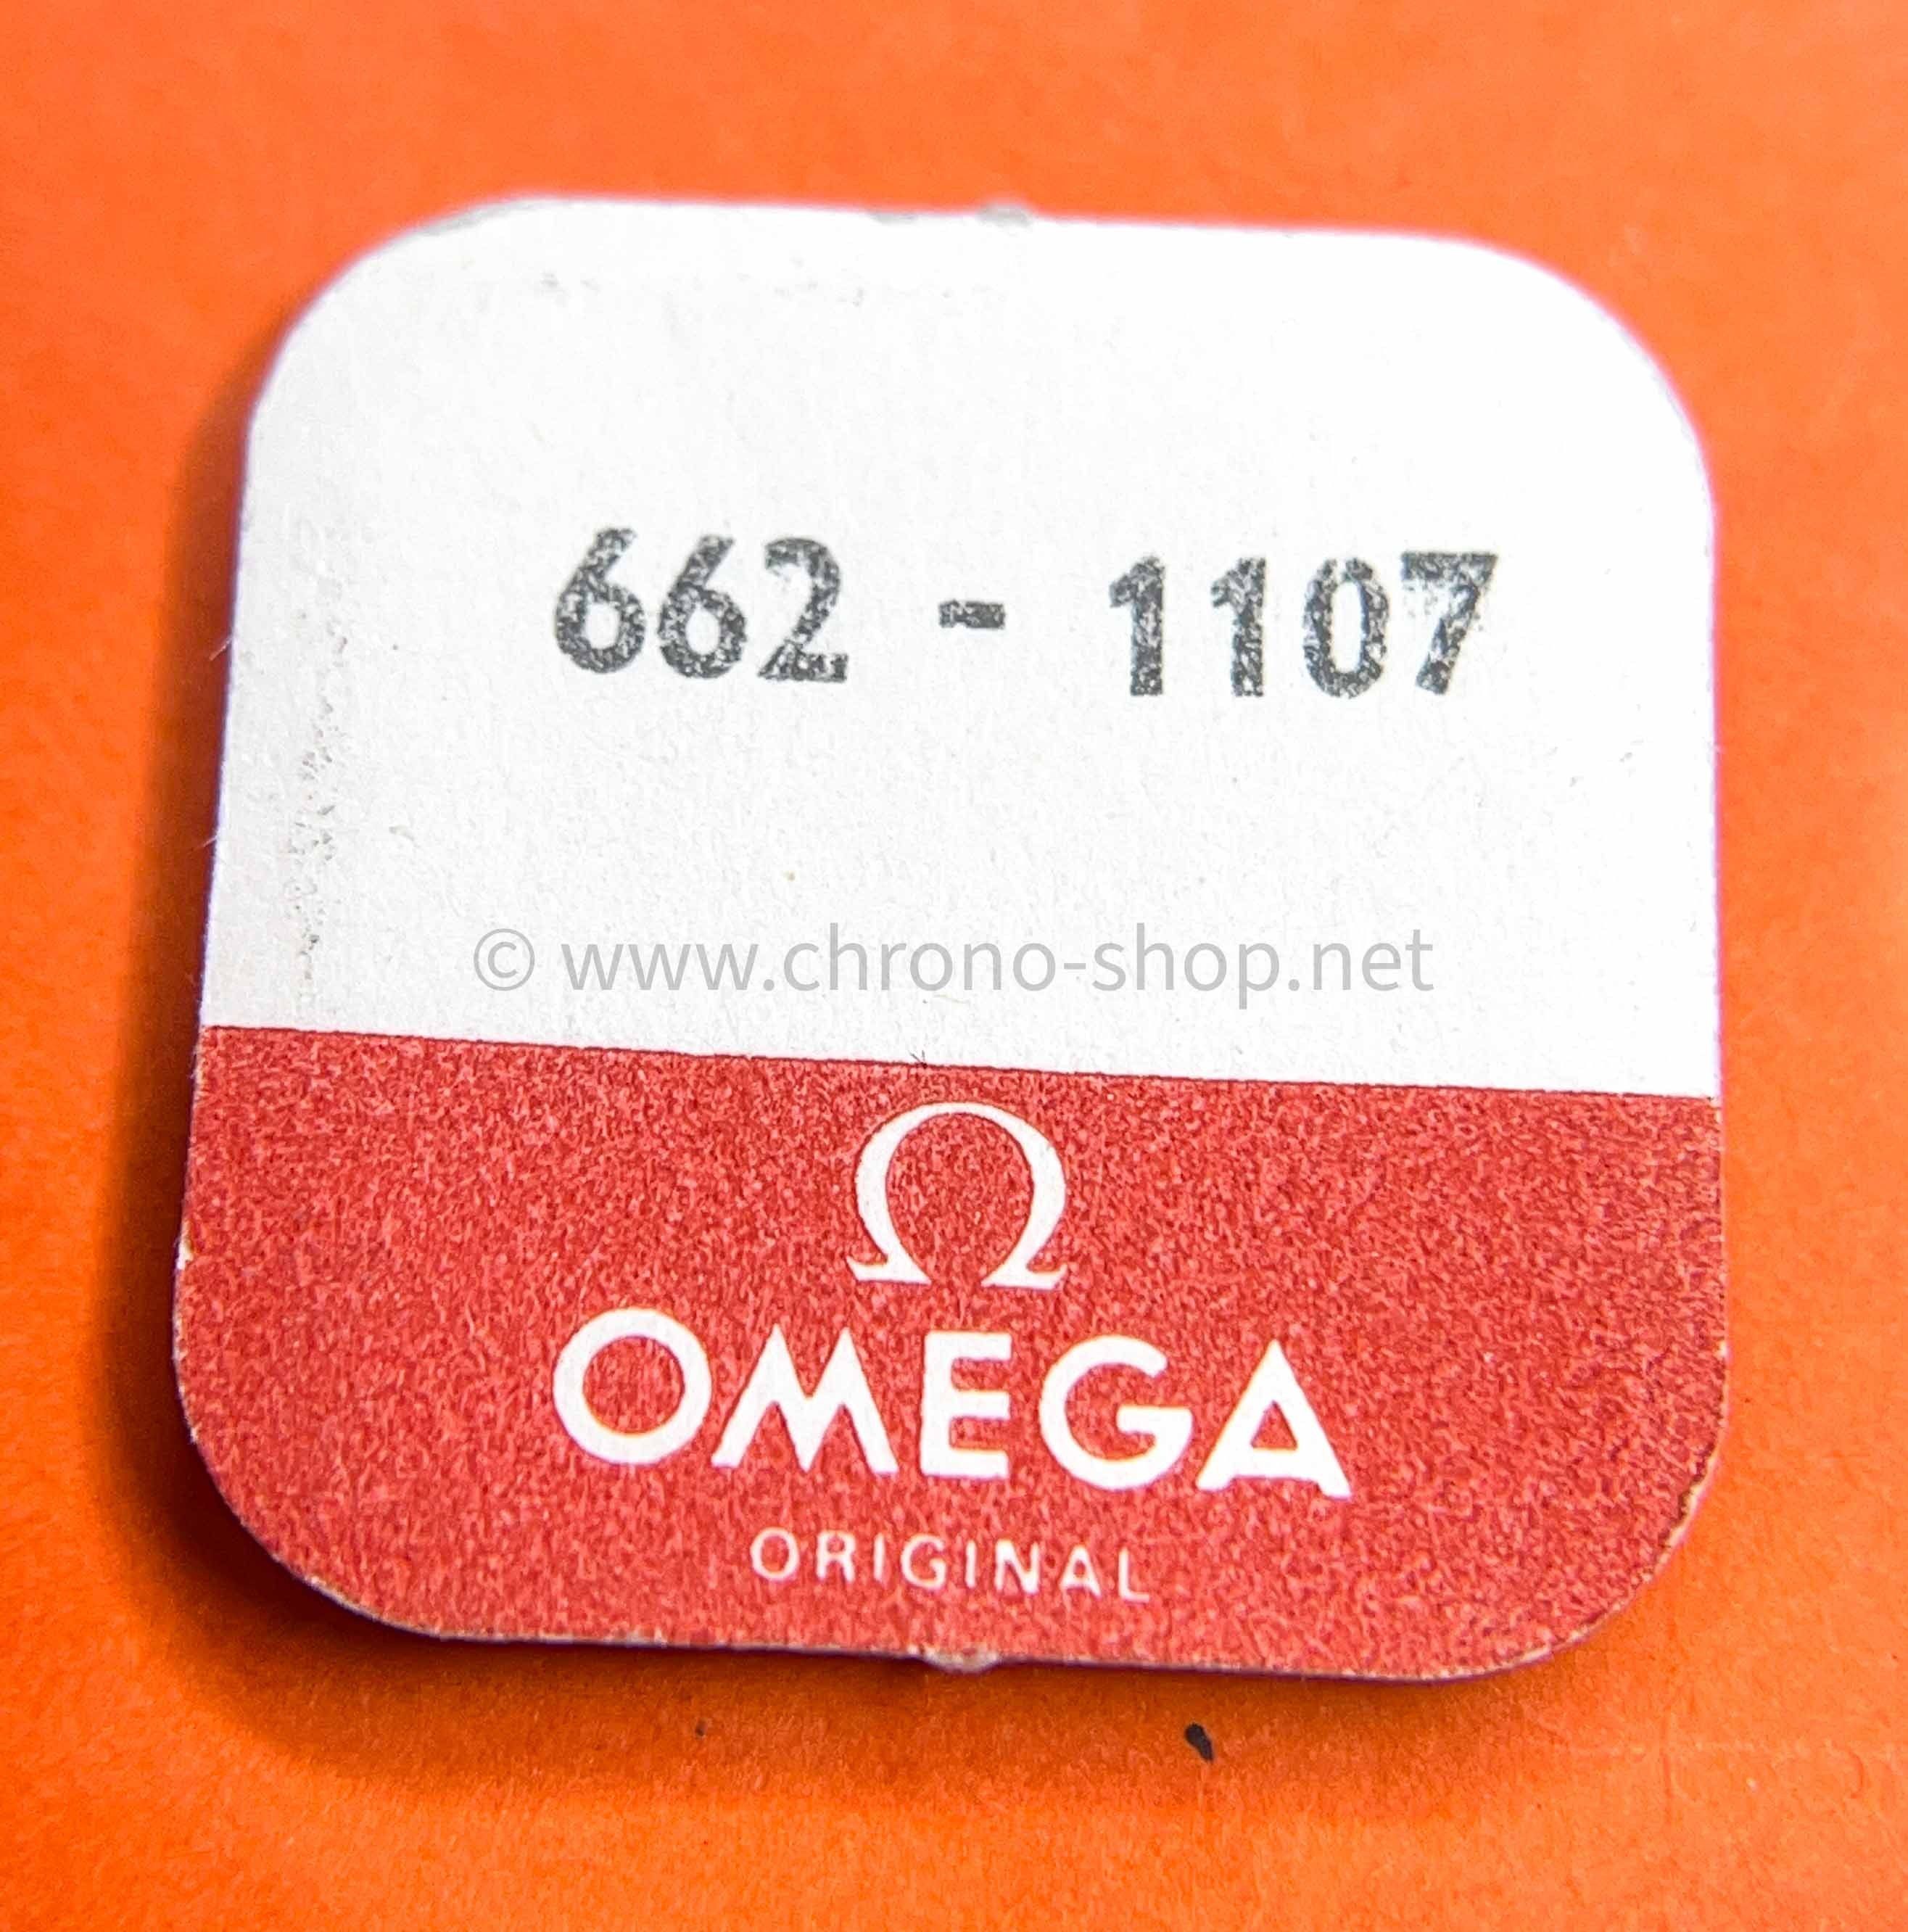 662 - 1107
© www.chrono-shop.net
Ω
OMEGA
ORIGINAL